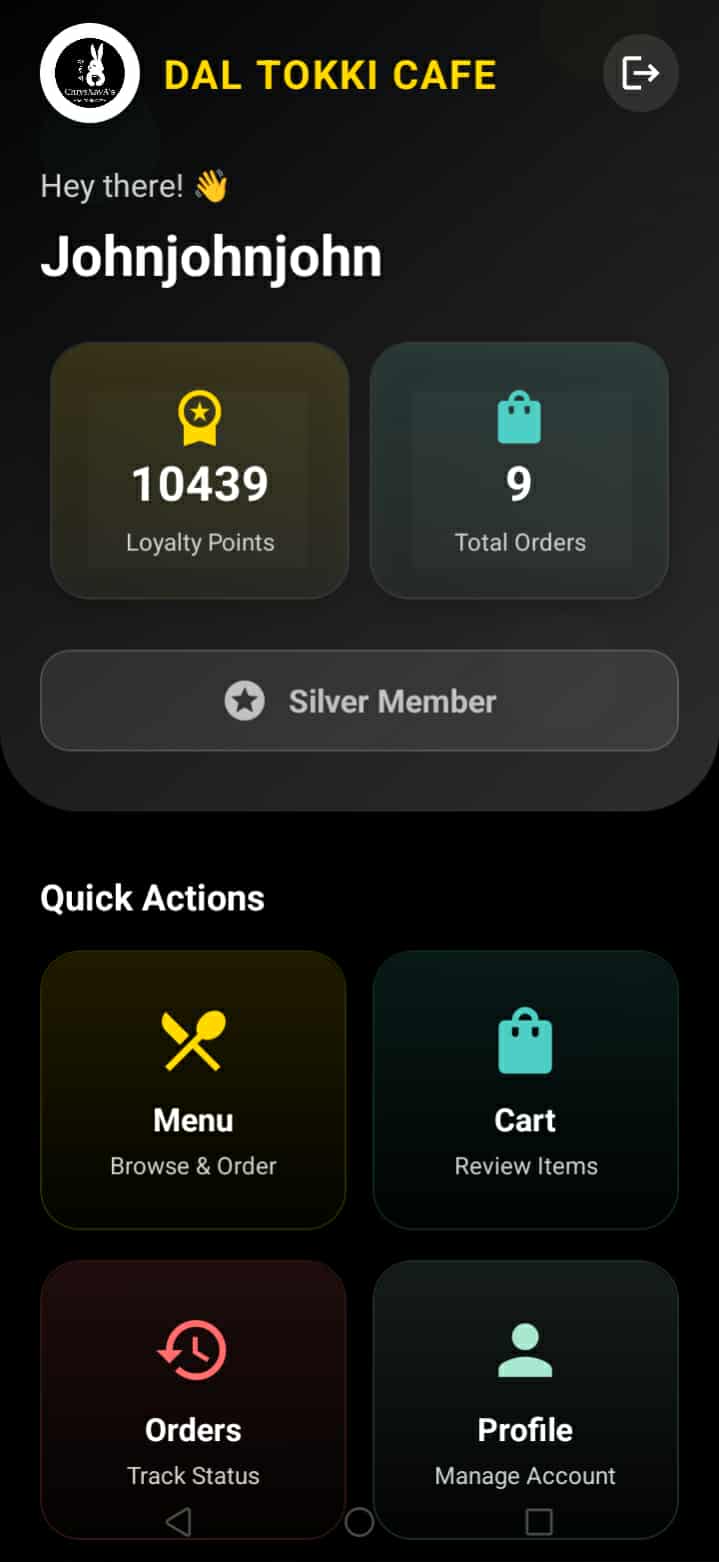 DAL TOKKI CAFE
Hey there! 👋
Johnjohnjohn
10439
Loyalty Points
9
Total Orders
Silver Member
Quick Actions
Menu
Browse & Order
Cart
Review Items
Orders
Track Status
Profile
Manage Account